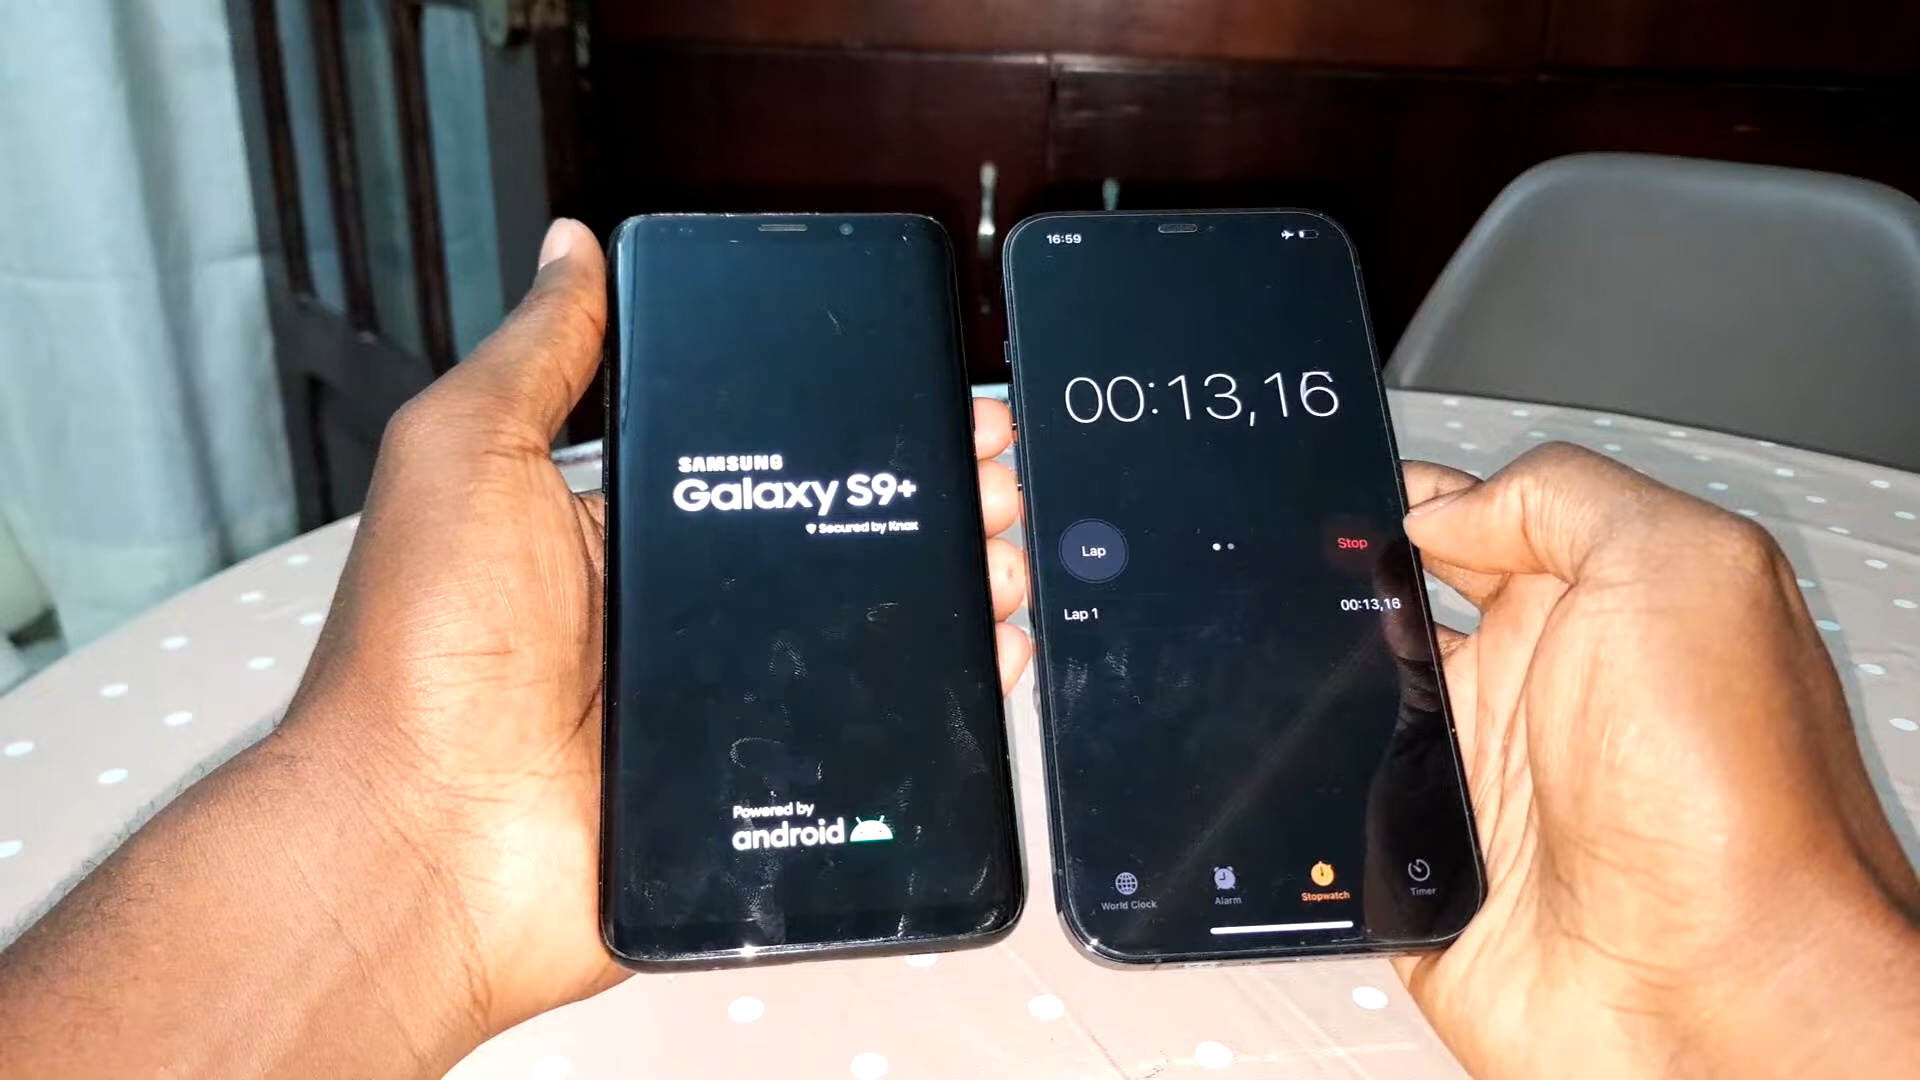 SAMSUNG
Galaxy S9+
Secured by Knox
Powered by
android
16:59
00:13,16
Lap
Stop
Lap 1
00:13,16
World Clock
Alarm
Stopwatch
Timer